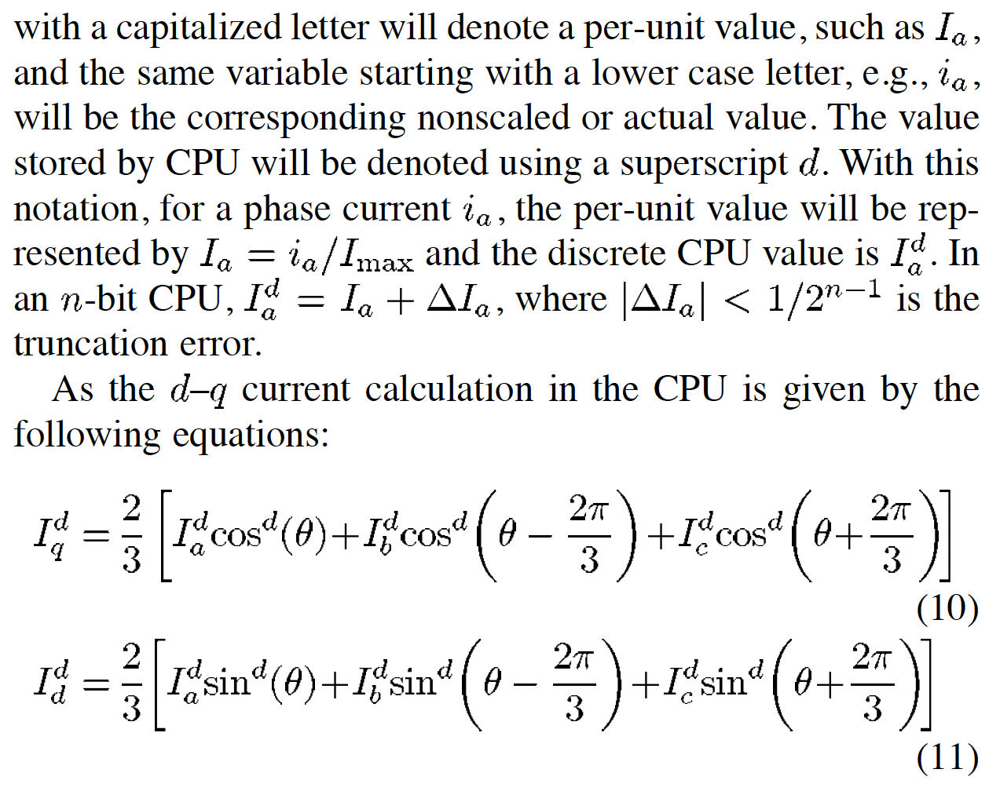 with a capitalized letter will denote a per-unit value, such as $I_a$,
and the same variable starting with a lower case letter, e.g., $i_a$,
will be the corresponding nonscaled or actual value. The value
stored by CPU will be denoted using a superscript $d$. With this
notation, for a phase current $i_a$, the per-unit value will be rep-
resented by $I_a = i_a/I_{\max}$ and the discrete CPU value is $I_a^d$. In
an $n$-bit CPU, $I_a^d = I_a + \Delta I_a$, where $|\Delta I_a| < 1/2^{n-1}$ is the
truncation error.
As the $d$–$q$ current calculation in the CPU is given by the
following equations:
$I_q^d = \frac{2}{3}\left[I_a^d \cos^d(\theta) + I_b^d \cos^d\left(\theta - \frac{2\pi}{3}\right) + I_c^d \cos^d\left(\theta + \frac{2\pi}{3}\right)\right]$
(10)
$I_d^d = \frac{2}{3}\left[I_a^d \sin^d(\theta) + I_b^d \sin^d\left(\theta - \frac{2\pi}{3}\right) + I_c^d \sin^d\left(\theta + \frac{2\pi}{3}\right)\right]$
(11)